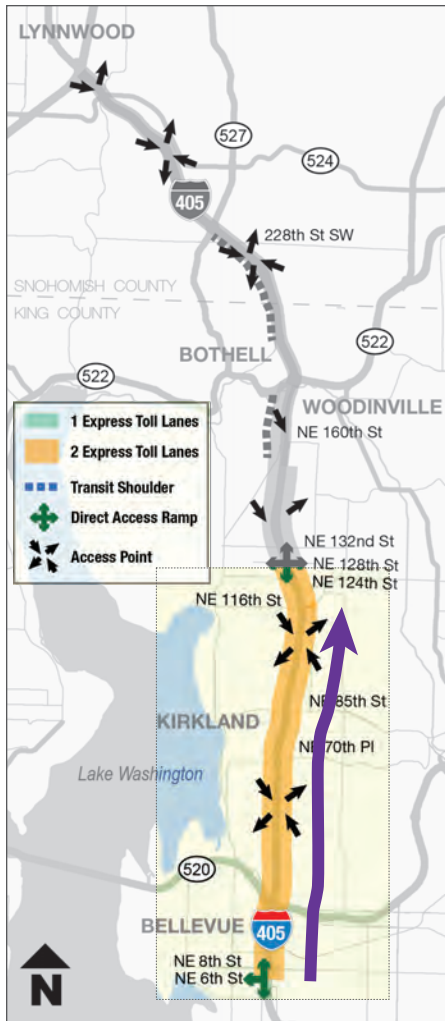 LYNNWOOD
527
524
405
228th St SW
SNOHOMISH COUNTY
KING COUNTY
BOTHELL
522
522
WOODINVILLE
NE 160th St
1 Express Toll Lanes
2 Express Toll Lanes
Transit Shoulder
Direct Access Ramp
Access Point
NE 132nd St
NE 128th St
NE 124th St
NE 116th St
NE 85th St
KIRKLAND
NE 70th Pl
Lake Washington
520
BELLEVUE
405
NE 8th St
NE 6th St
N